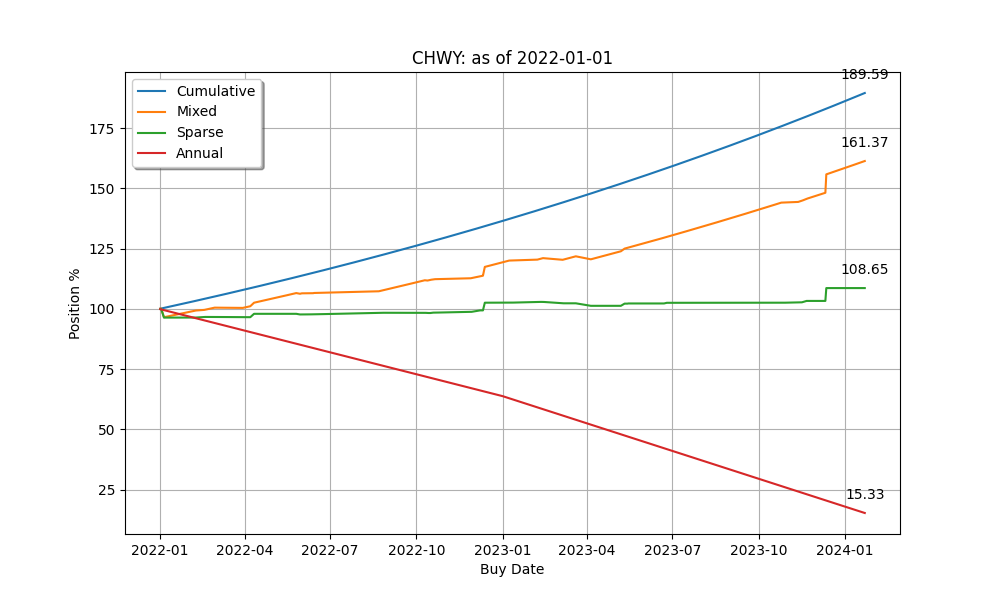 CHWY: as of 2022-01-01
189.59
Cumulative
Mixed
Sparse
Annual
161.37
108.65
15.33
175
150
125
100
75
50
25
Position %
2022-01 2022-04 2022-07 2022-10 2023-01 2023-04 2023-07 2023-10 2024-01
Buy Date